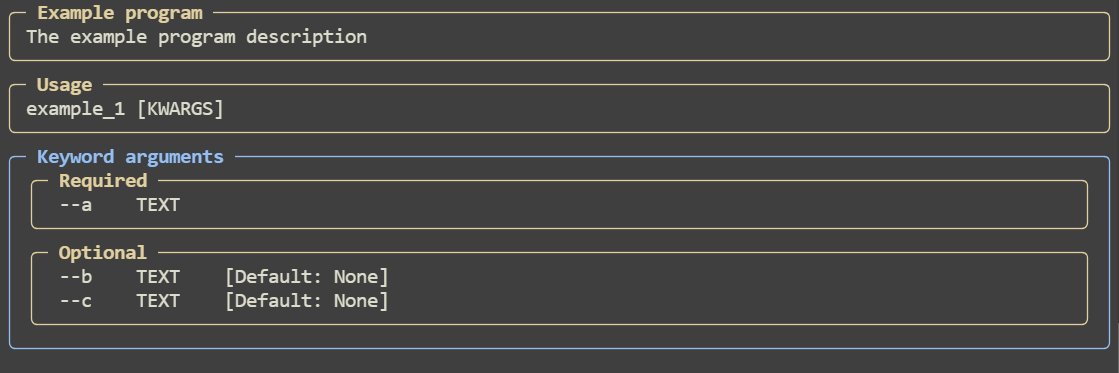 Example program
The example program description
Usage
example_1 [KWARGS]
Keyword arguments
Required
--a    TEXT
Optional
--b    TEXT    [Default: None]
--c    TEXT    [Default: None]